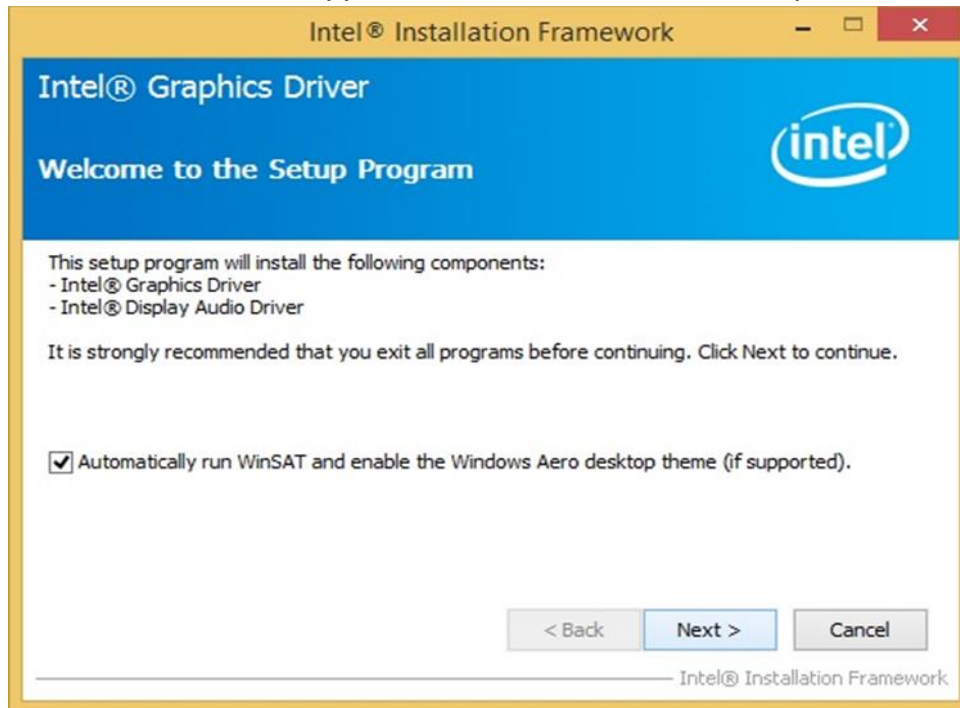 Intel® Installation Framework
Intel® Graphics Driver
intel
Welcome to the Setup Program
This setup program will install the following components:
- Intel® Graphics Driver
- Intel® Display Audio Driver
It is strongly recommended that you exit all programs before continuing. Click Next to continue.
Automatically run WinSAT and enable the Windows Aero desktop theme (if supported).
< Back Next > Cancel
Intel® Installation Framework